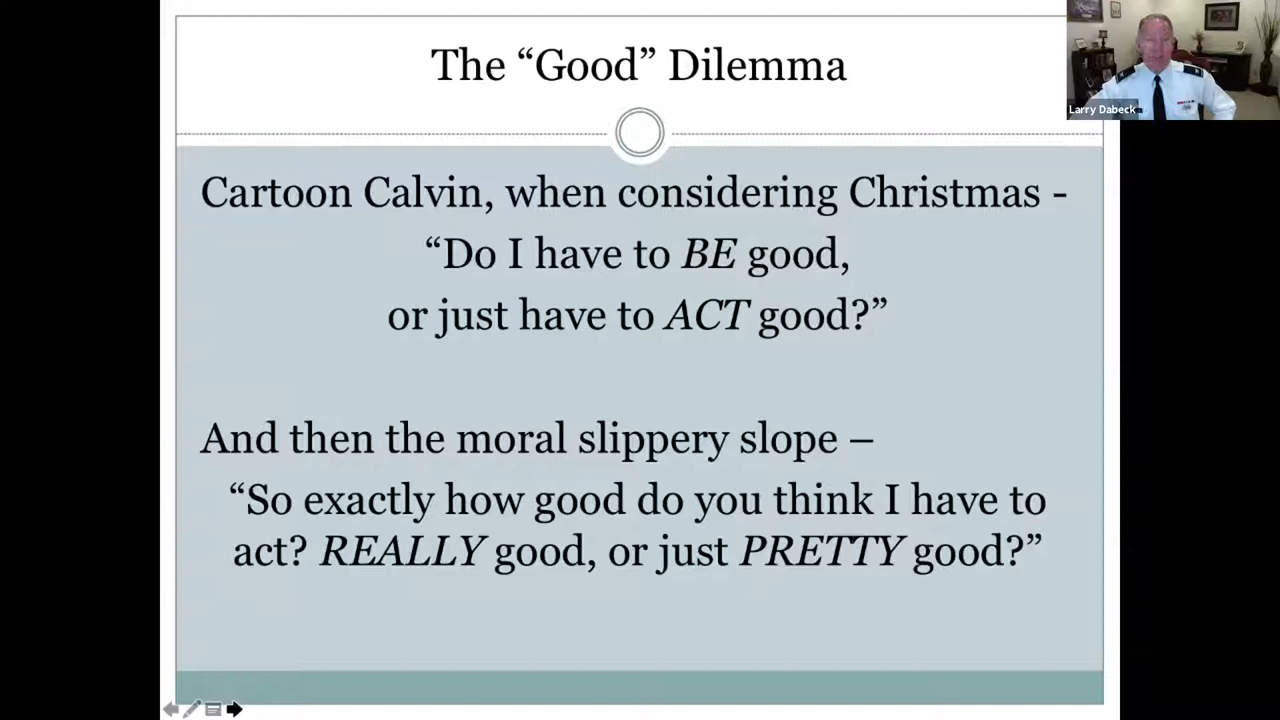 The “Good” Dilemma
Larry Dabeck
Cartoon Calvin, when considering Christmas -
“Do I have to BE good,
or just have to ACT good?”
And then the moral slippery slope –
“So exactly how good do you think I have to
act? REALLY good, or just PRETTY good?”